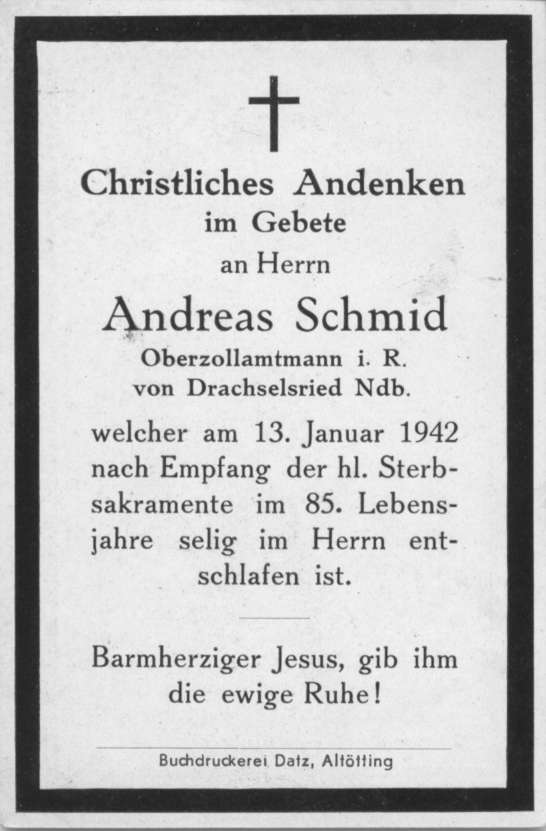 Christliches Andenken
im Gebete
an Herrn
Andreas Schmid
Oberzollamtmann i. R.
von Drachselsried Ndb.
welcher am 13. Januar 1942
nach Empfang der hl. Sterb-
sakramente im 85. Lebens-
jahre selig im Herrn ent-
schlafen ist.
Barmherziger Jesus, gib ihm
die ewige Ruhe!
Buchdruckerei Datz, Altötting